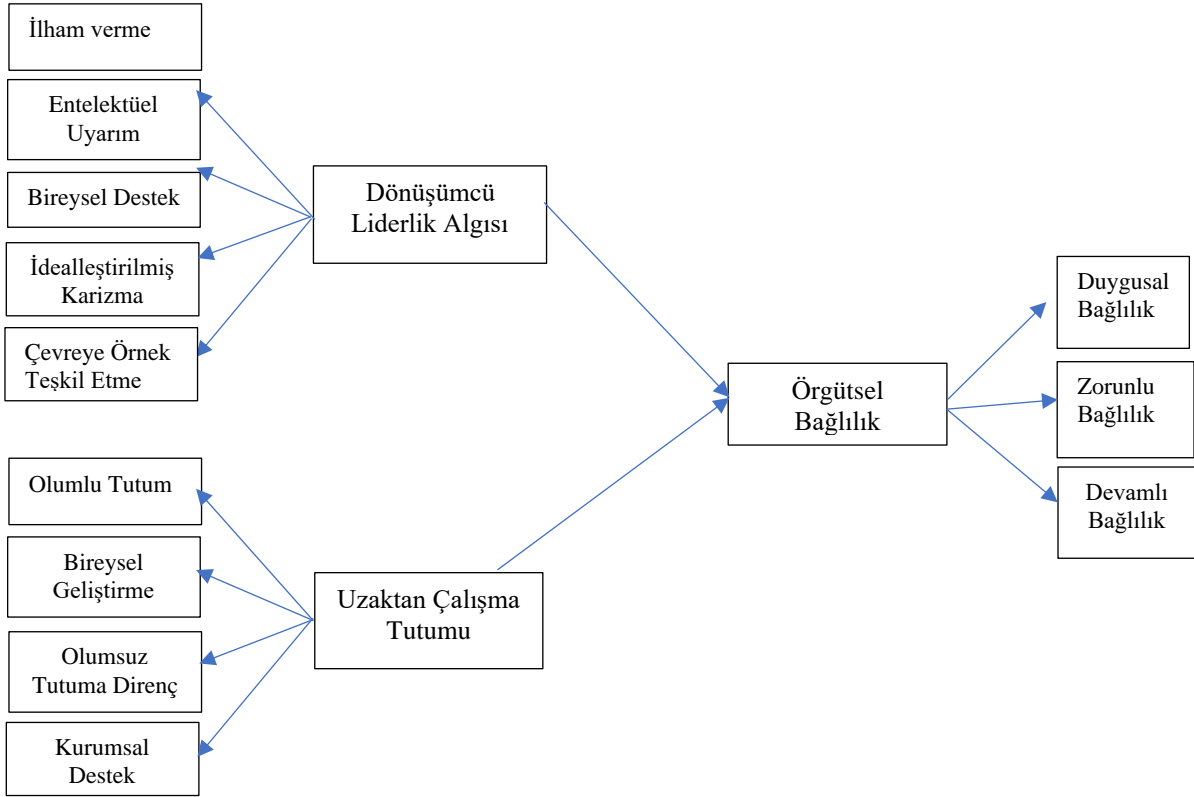 İlham verme
Entelektüel
Uyarım
Bireysel Destek
İdealleştirilmiş
Karizma
Çevreye Örnek
Teşkil Etme
Dönüşümcü
Liderlik Algısı
Olumlu Tutum
Bireysel
Geliştirme
Olumsuz
Tutuma Direnç
Kurumsal
Destek
Uzaktan Çalışma
Tutumu
Örgütsel
Bağlılık
Duygusal
Bağlılık
Zorunlu
Bağlılık
Devamlı
Bağlılık